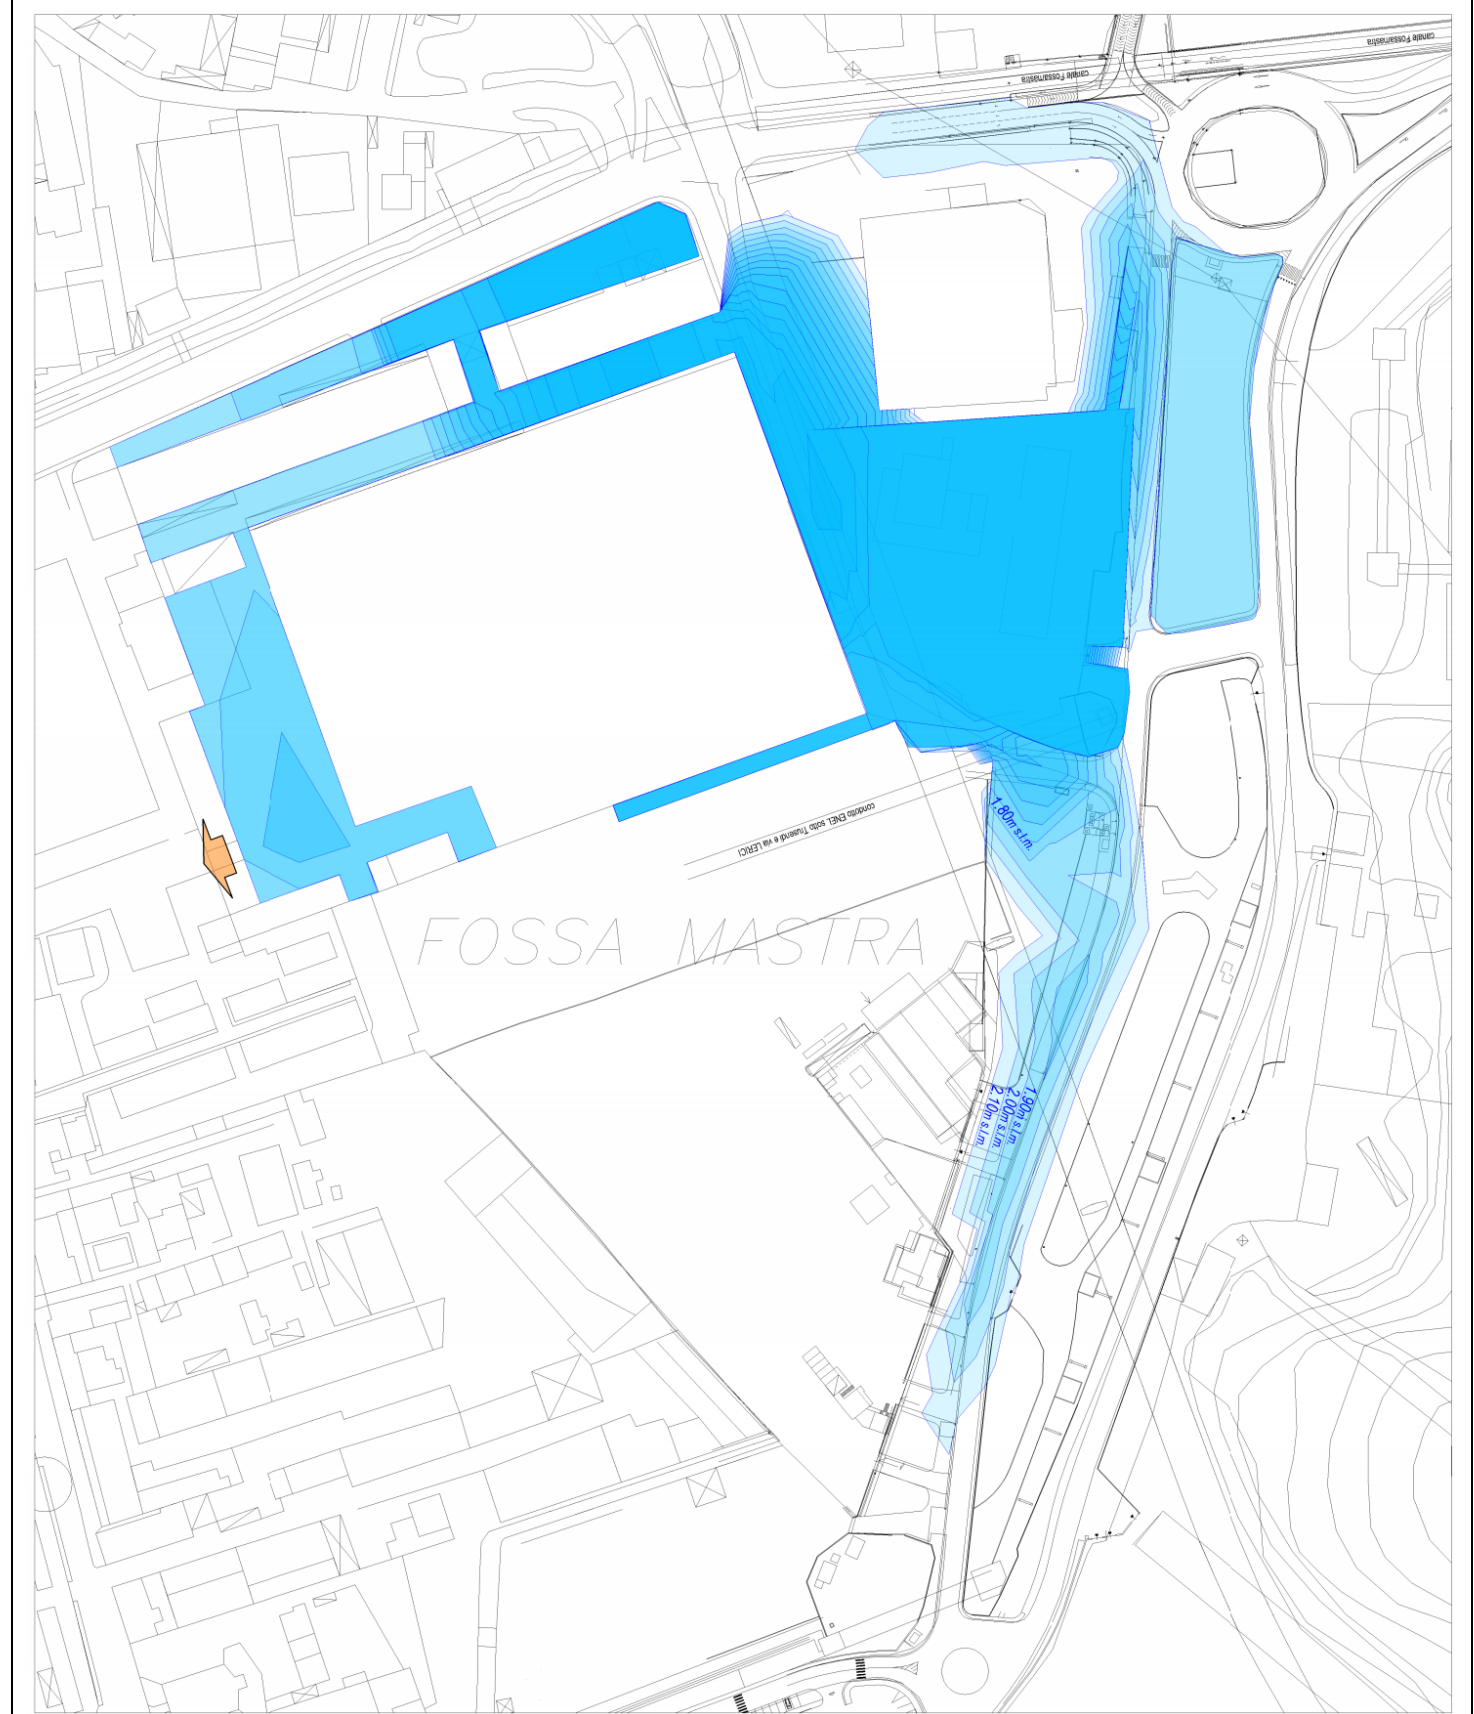 canale Fossamastra
canale Fossamastra
1.80m s.l.m.
condotto ENEL sotto Trusendi e via LERICI
FOSSA MASTRA
1.90m s.l.m.
2.00m s.l.m.
2.10m s.l.m.